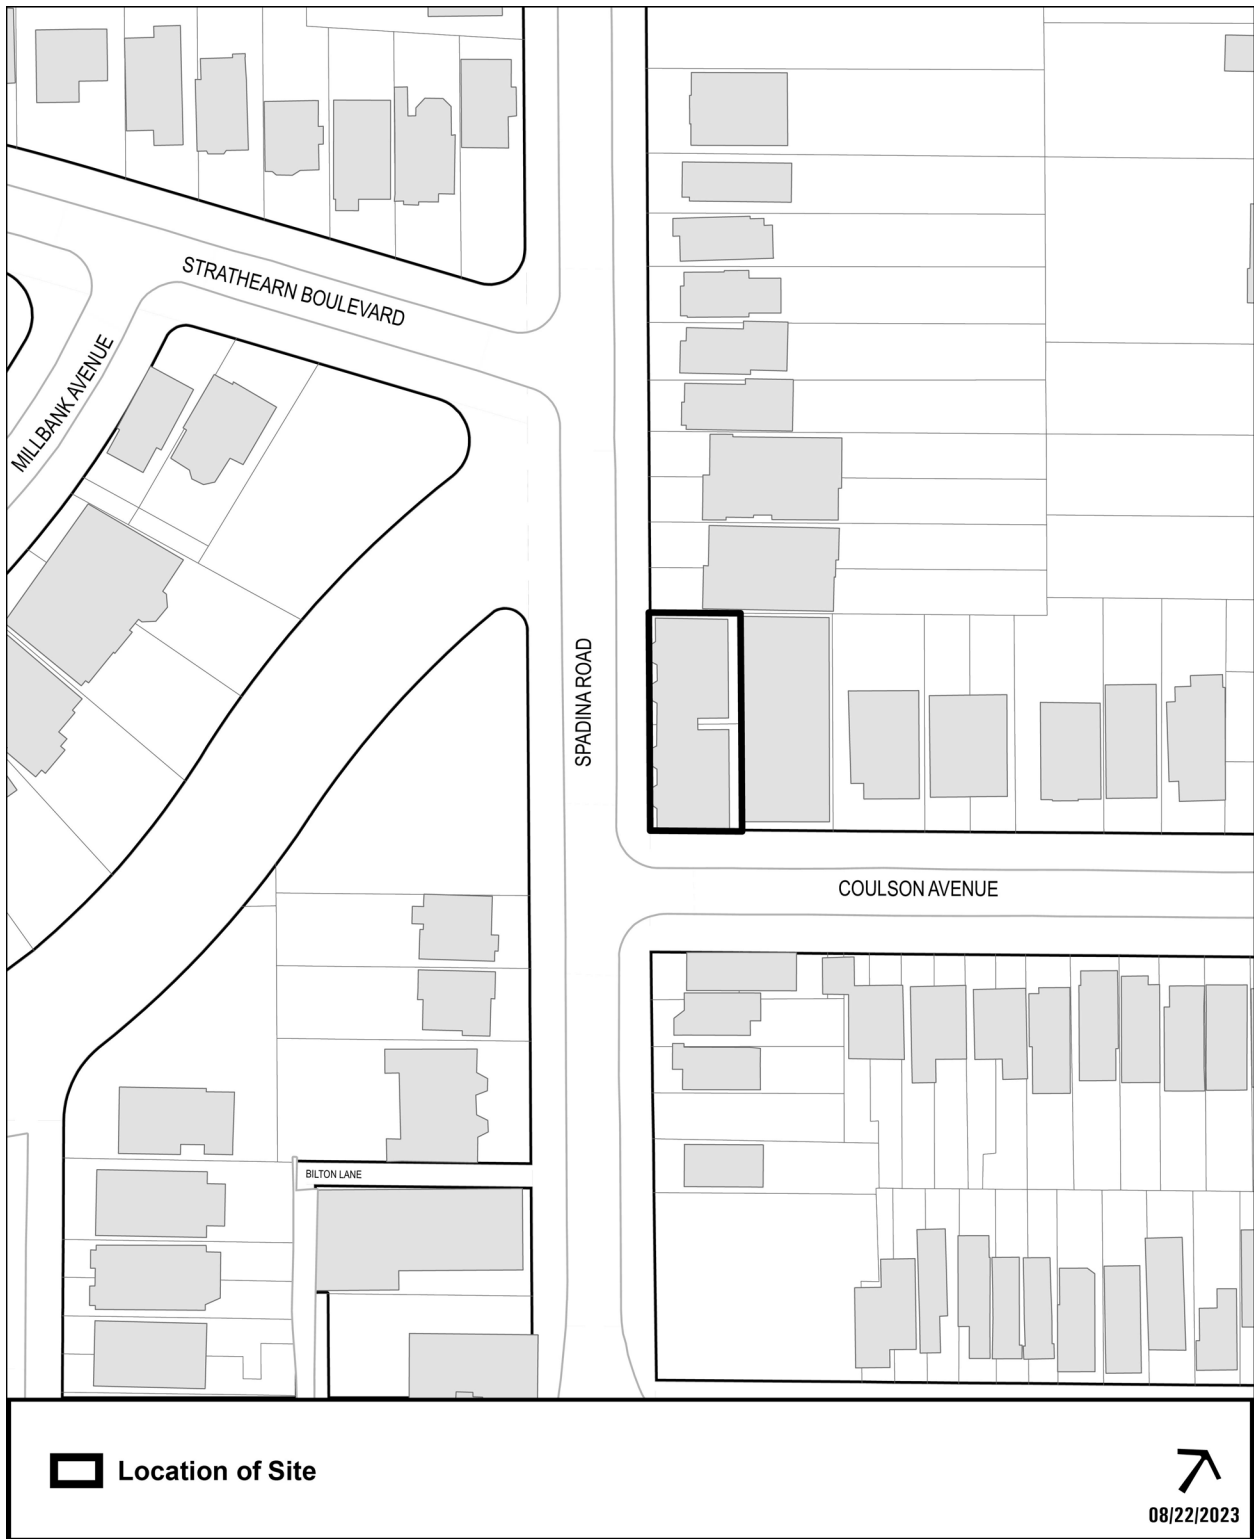 STRATHEARN BOULEVARD
MILLBANK AVENUE
SPADINA ROAD
COULSON AVENUE
BILTON LANE
Location of Site
08/22/2023